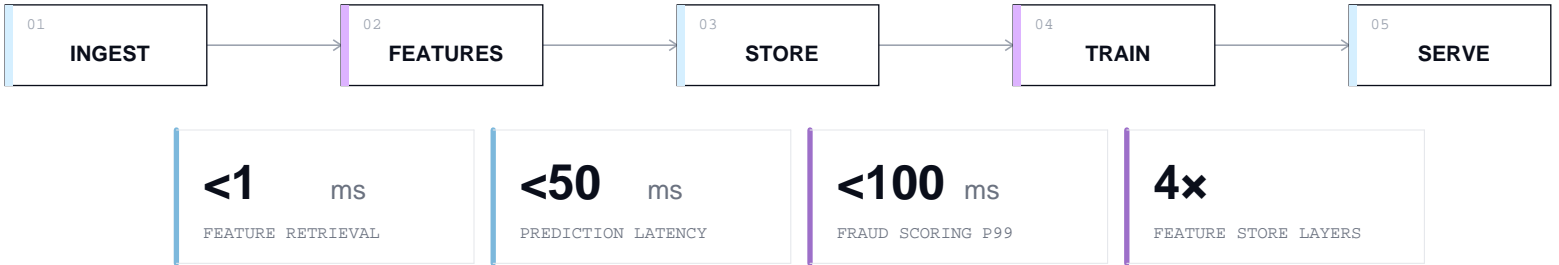 01
INGEST
02
FEATURES
03
STORE
04
TRAIN
05
SERVE
<1 ms
FEATURE RETRIEVAL
<50 ms
PREDICTION LATENCY
<100 ms
FRAUD SCORING P99
4×
FEATURE STORE LAYERS